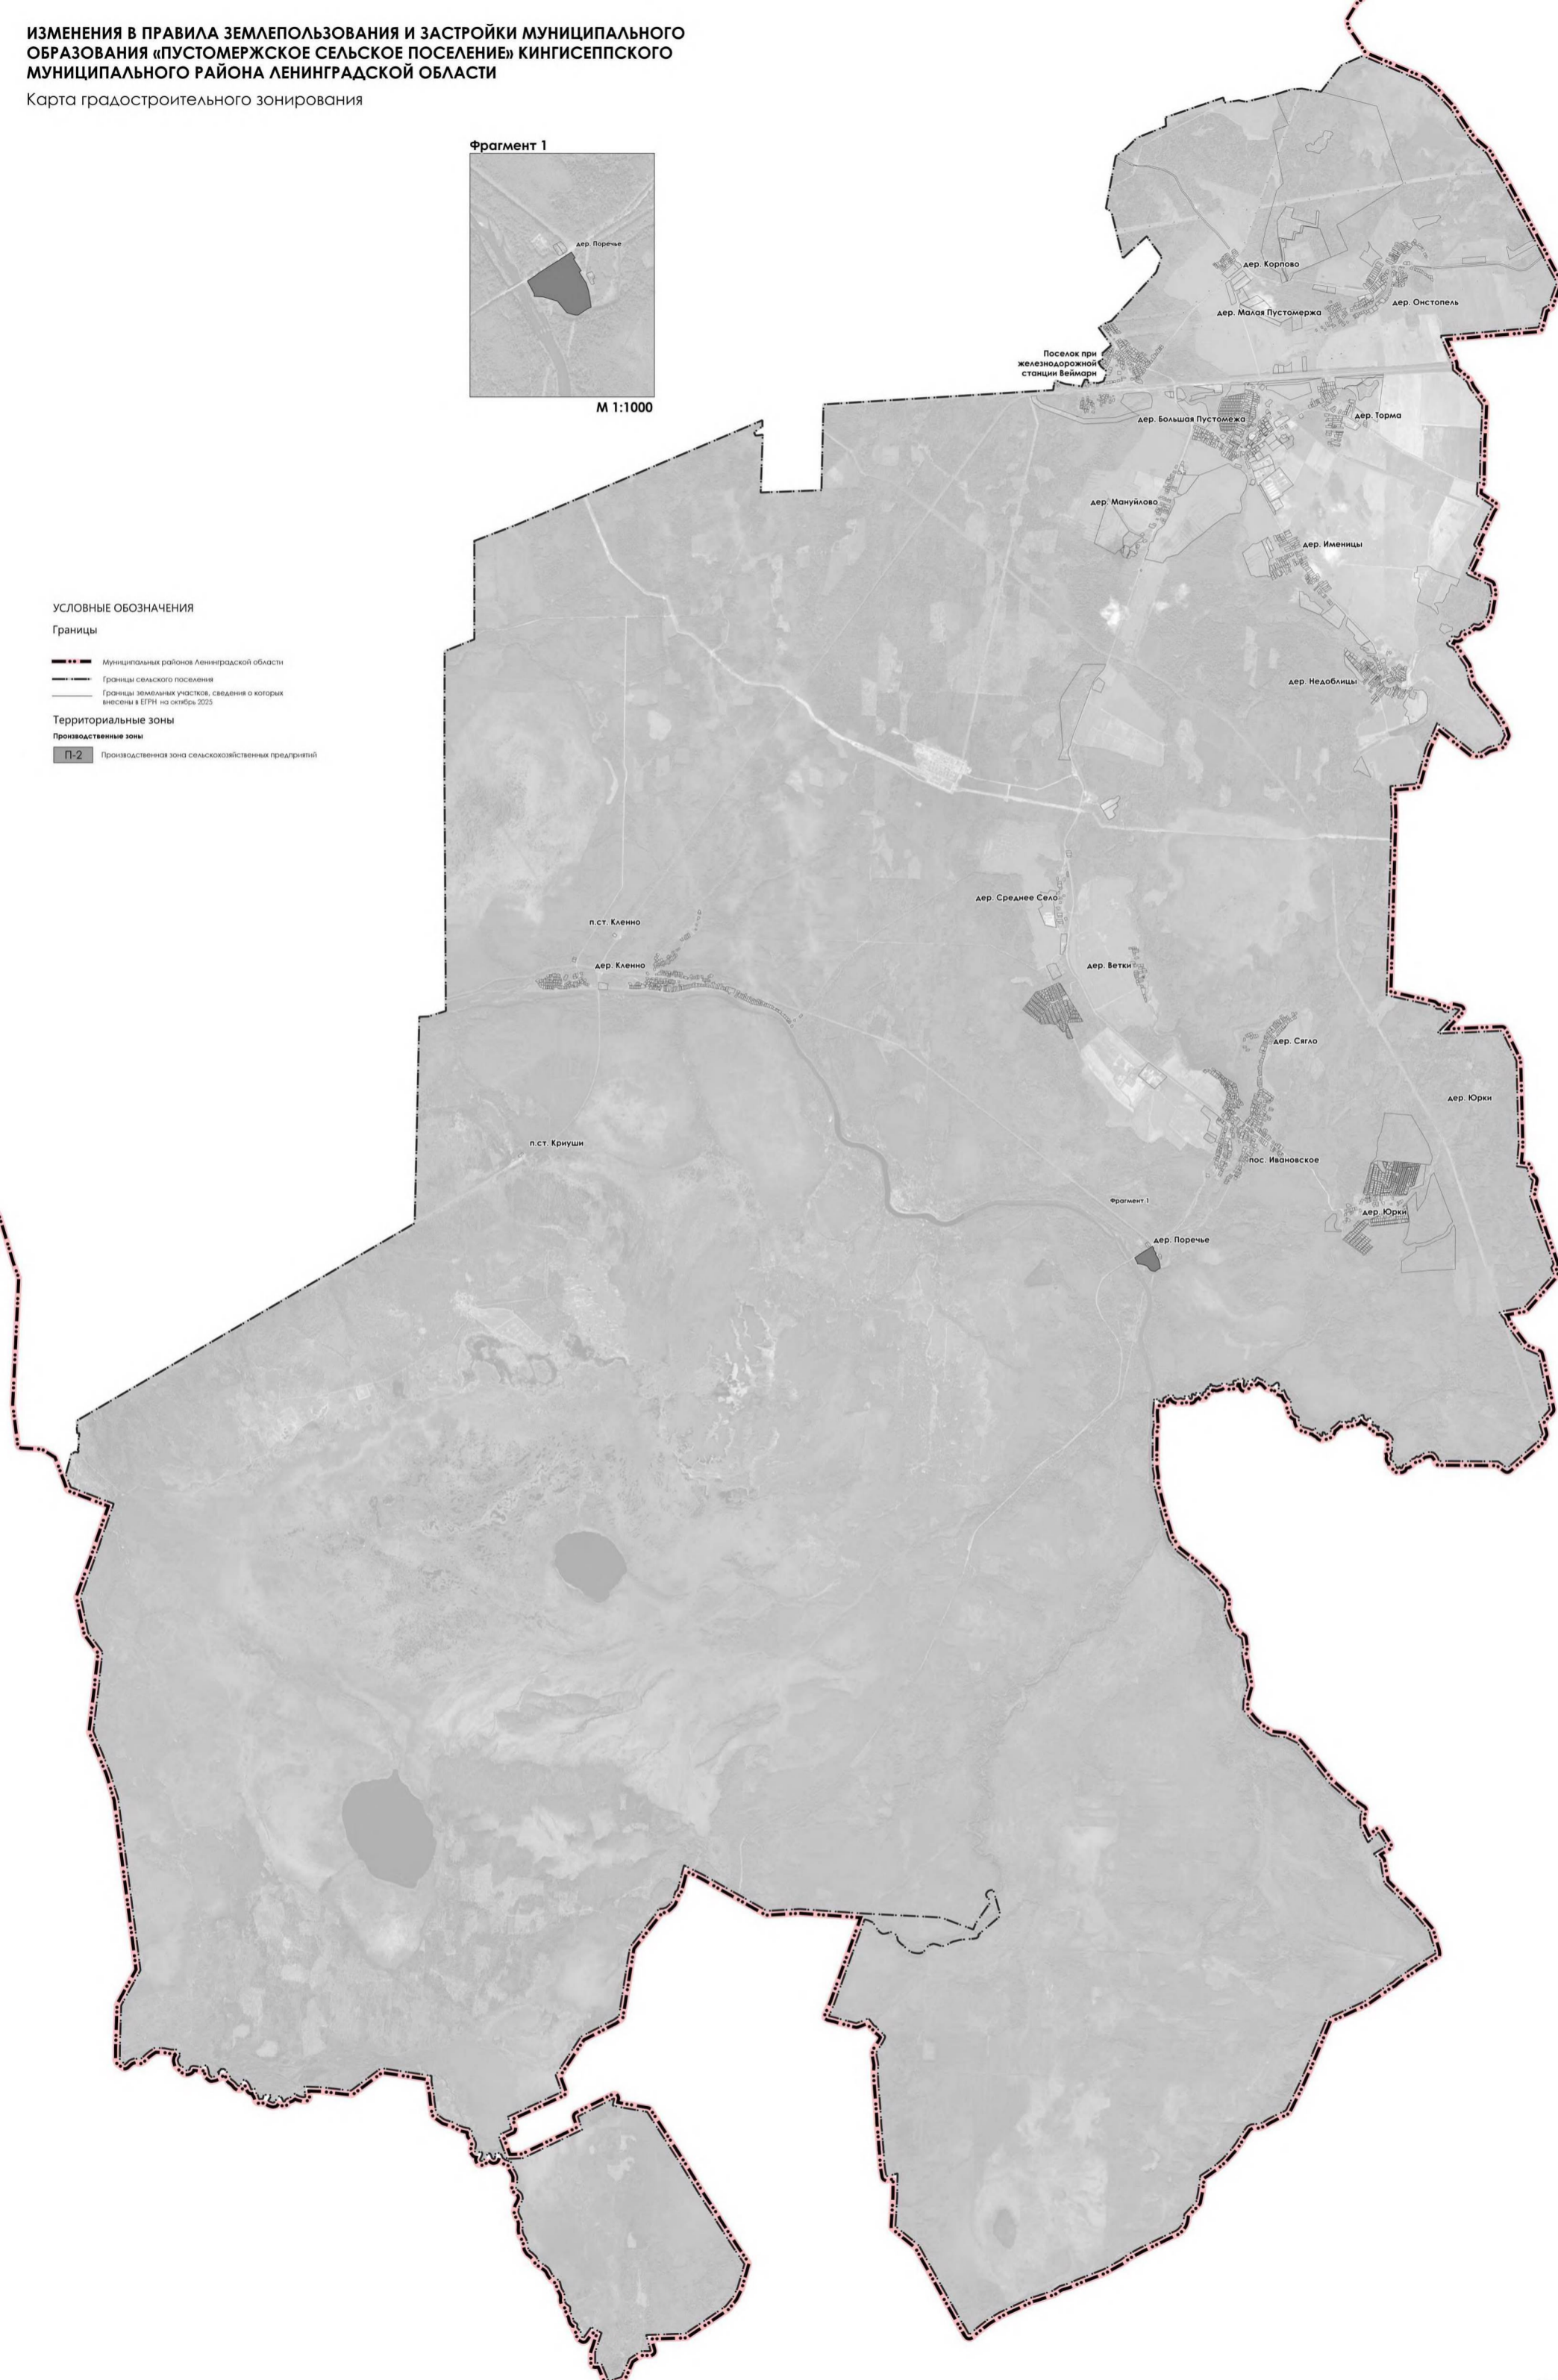 ИЗМЕНЕНИЯ В ПРАВИЛА ЗЕМЛЕПОЛЬЗОВАНИЯ И ЗАСТРОЙКИ МУНИЦИПАЛЬНОГО
ОБРАЗОВАНИЯ «ПУСТОМЕРЖСКОЕ СЕЛЬСКОЕ ПОСЕЛЕНИЕ» КИНГИСЕППСКОГО
МУНИЦИПАЛЬНОГО РАЙОНА ЛЕНИНГРАДСКОЙ ОБЛАСТИ
Карта градостроительного зонирования
Фрагмент 1
дер. Поречье
М 1:1000
дер. Корпово
дер. Онстопель
дер. Малая Пустомержа
Поселок при
железнодорожной
станции Веймарн
дер. Большая Пустомежа
дер. Торма
дер. Мануйлово
дер. Именицы
УСЛОВНЫЕ ОБОЗНАЧЕНИЯ
Границы
Муниципальных районов Ленинградской области
Границы сельского поселения
Границы земельных участков, сведения о которых
внесены в ЕГРН на октябрь 2025
Территориальные зоны
Производственные зоны
П-2
Производственная зона сельскохозяйственных предприятий
дер. Недоблицы
дер. Среднее Село
п.ст. Кленно
дер. Кленно
дер. Ветки
дер. Сягло
дер. Юрки
п.ст. Криуши
пос. Ивановское
Фрагмент 1
дер. Юрки
дер. Поречье